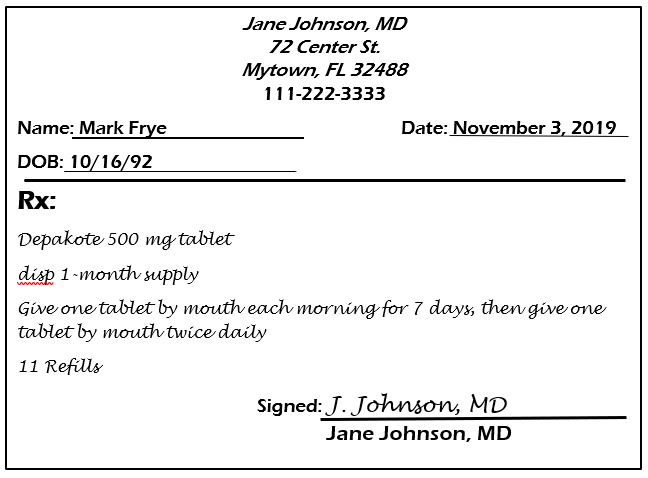 Jane Johnson, MD
72 Center St.
Mytown, FL 32488
111-222-3333
Name: Mark Frye Date: November 3, 2019
DOB: 10/16/92
Rx:
Depakote 500 mg tablet
disp 1-month supply
Give one tablet by mouth each morning for 7 days, then give one
tablet by mouth twice daily
11 Refills
Signed: J. Johnson, MD
Jane Johnson, MD